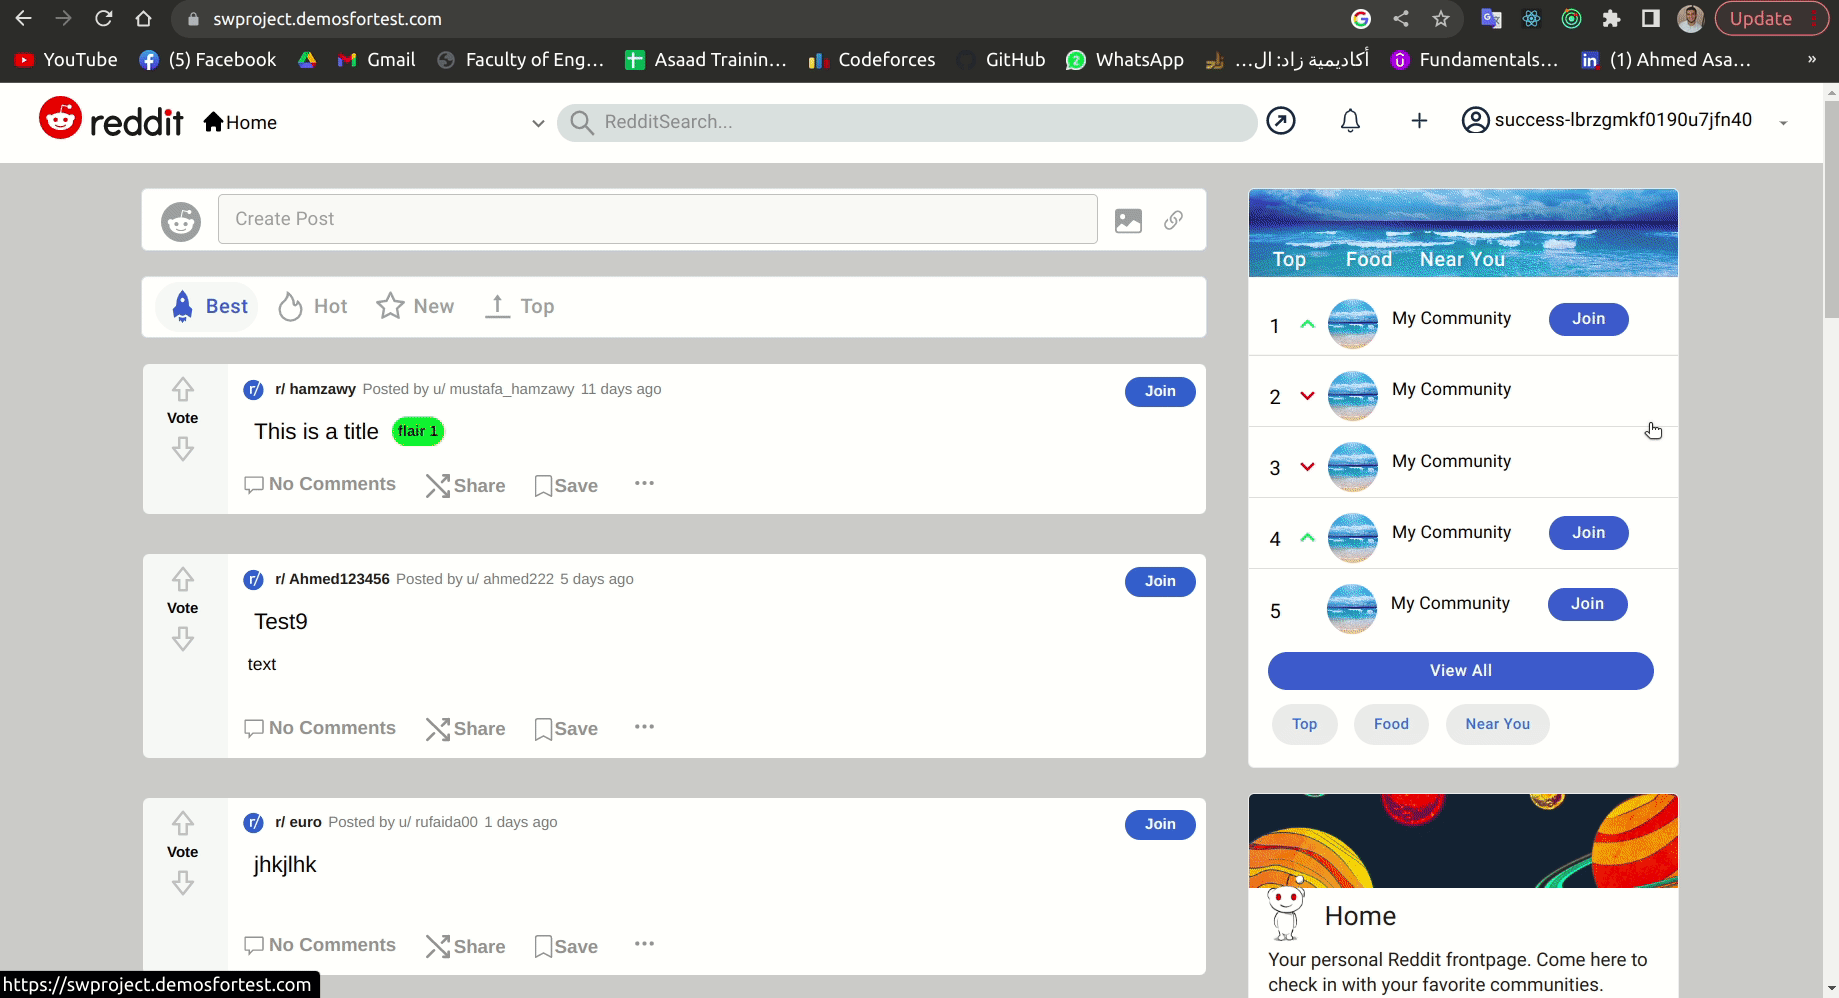 swproject.demosfortest.com
Update
YouTube (5) Facebook Gmail Faculty of Eng... Asaad Trainin... Codeforces GitHub WhatsApp أكاديمية زاد: ال... Fundamentals... (1) Ahmed Asa... »
reddit Home RedditSearch... success-lbrzgmkf0190u7jfn40
Create Post
Best Hot New Top
r/ hamzawy Posted by u/ mustafa_hamzawy 11 days ago Join
Vote
This is a title flair 1
No Comments Share Save ...
r/ Ahmed123456 Posted by u/ ahmed222 5 days ago Join
Vote
Test9
text
No Comments Share Save ...
r/ euro Posted by u/ rufaida00 1 days ago Join
Vote
jhkjlhk
No Comments Share Save ...
Top Food Near You
1 My Community Join
2 My Community
3 My Community
4 My Community Join
5 My Community Join
View All
Top Food Near You
Home
Your personal Reddit frontpage. Come here to
check in with your favorite communities.
https://swproject.demosfortest.com